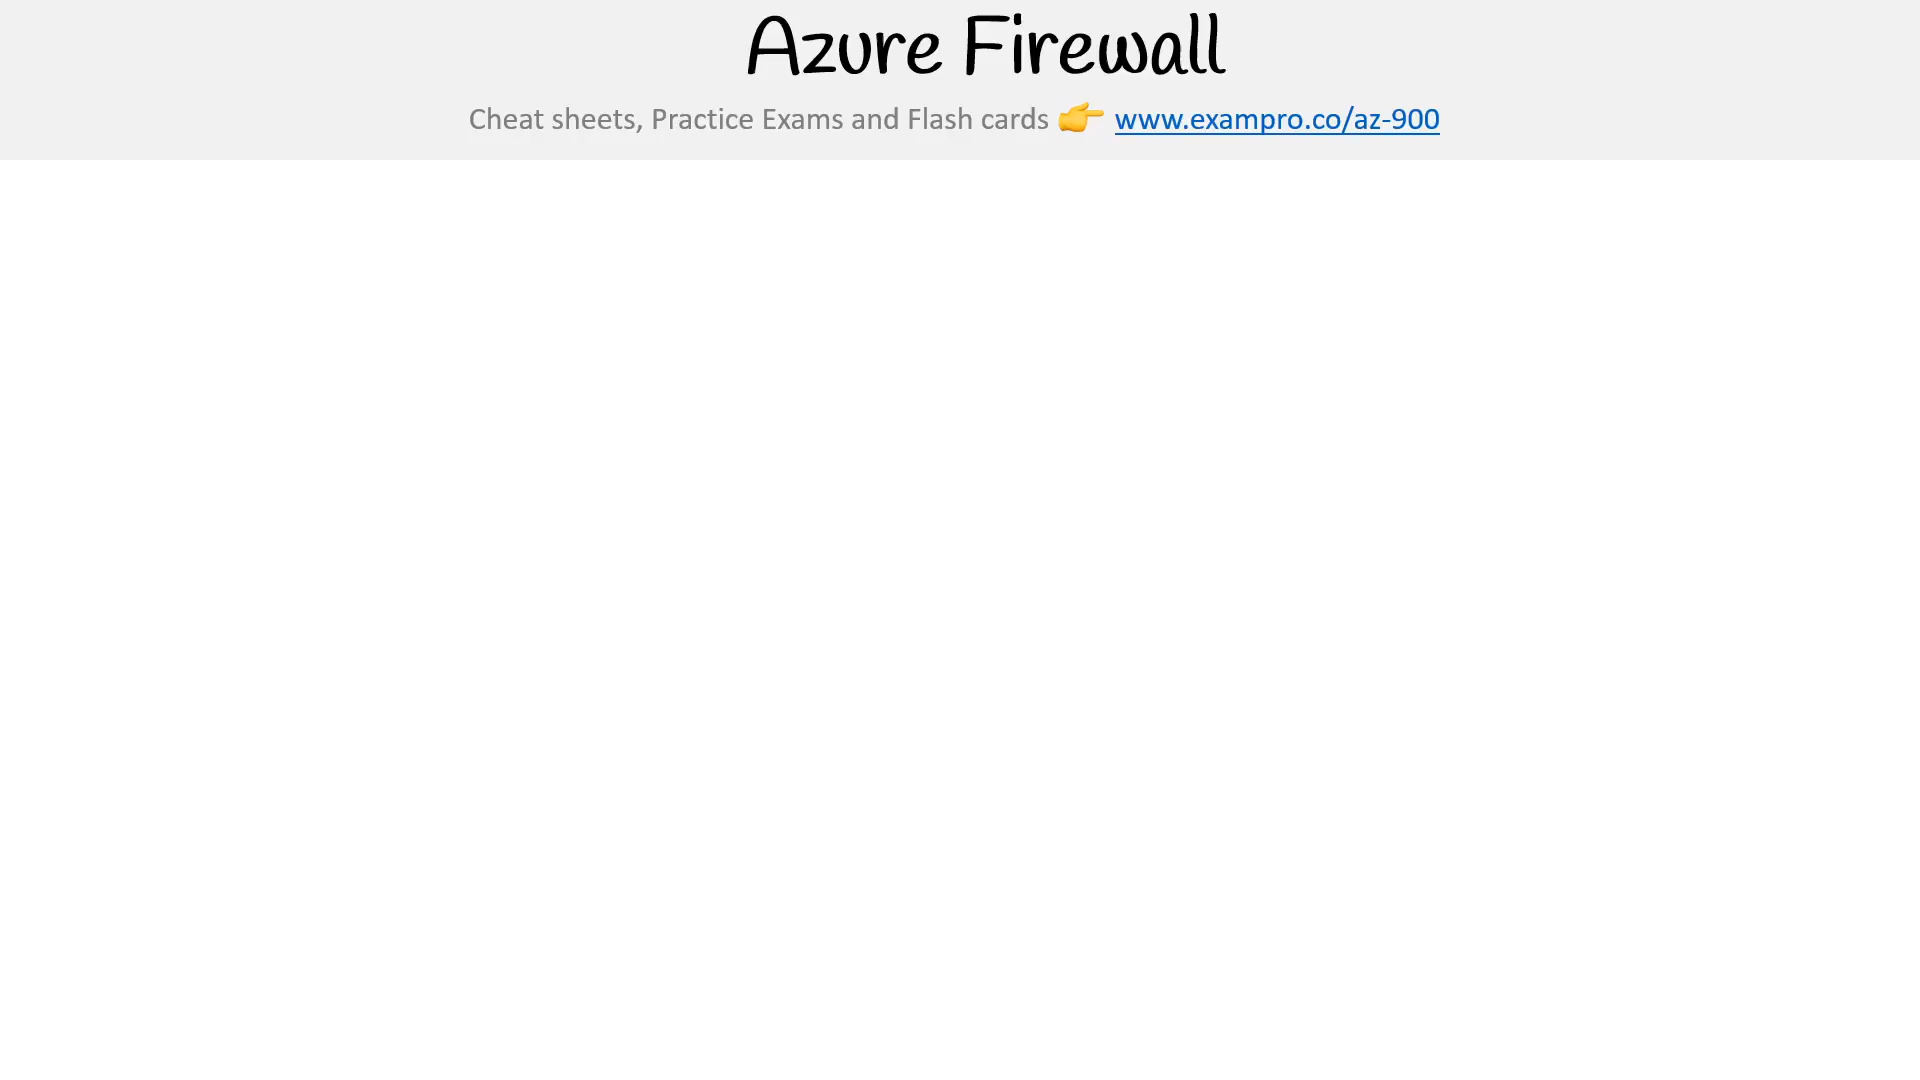 Azure Firewall
Cheat sheets, Practice Exams and Flash cards 👉 www.exampro.co/az-900